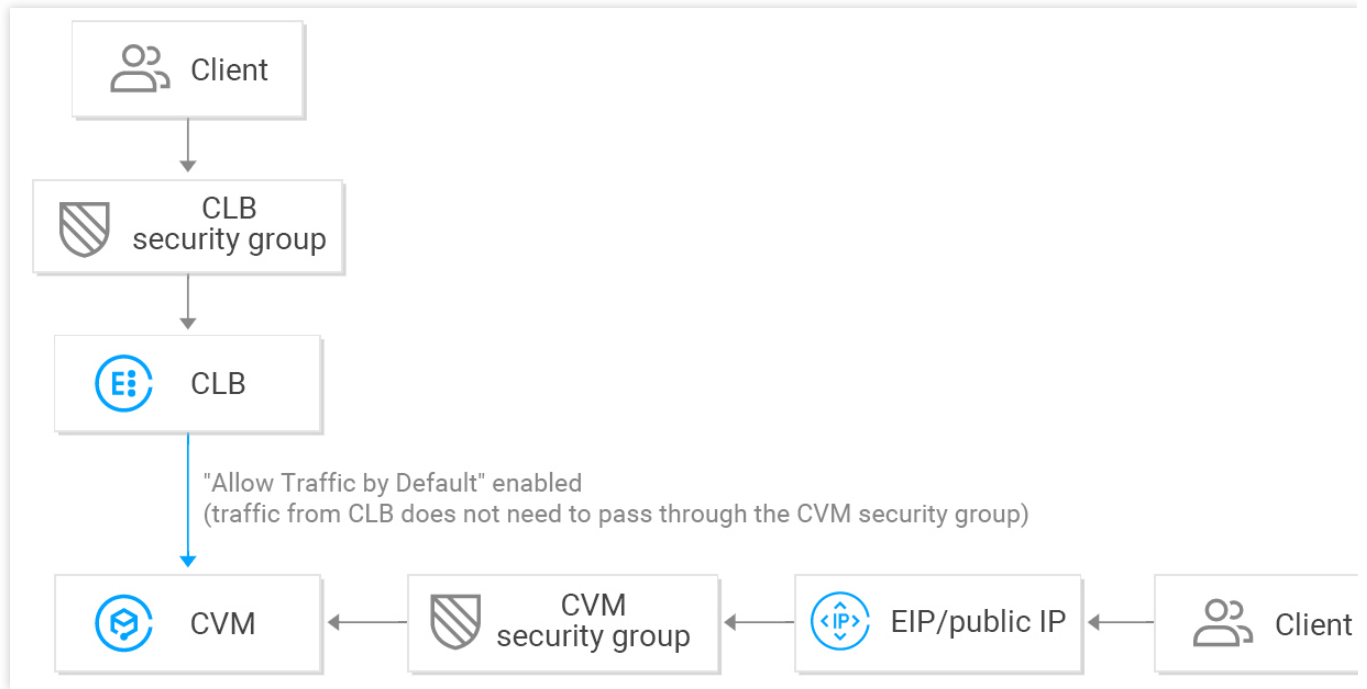 Client
CLB
security group
E
CLB
"Allow Traffic by Default" enabled
(traffic from CLB does not need to pass through the CVM security group)
CVM
CVM
security group
<IP>
EIP/public IP
Client